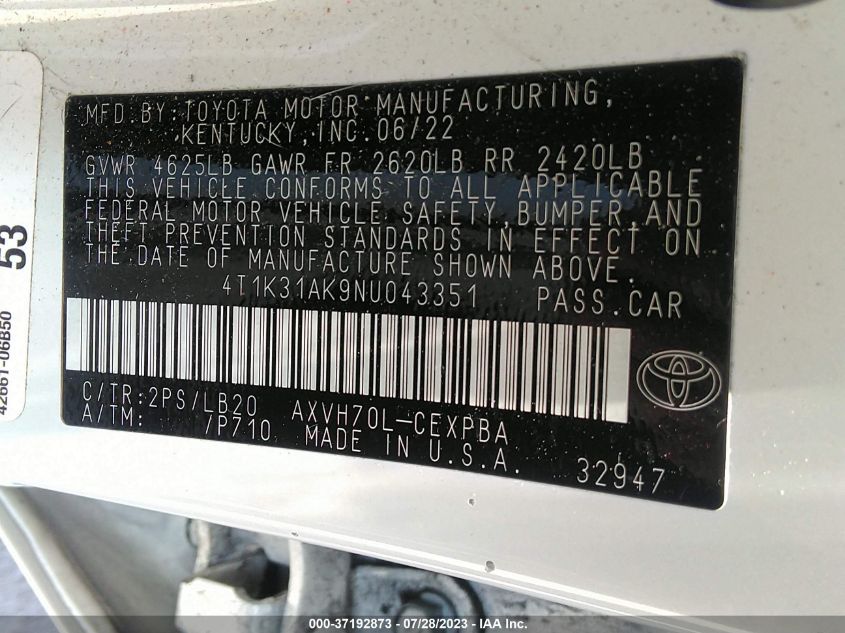 MFD. BY: TOYOTA MOTOR MANUFACTURING,
KENTUCKY, INC. 06/22
GVWR 4625LB GAWR FR 2620LB RR 2420LB
THIS VEHICLE CONFORMS TO ALL APPLICABLE
FEDERAL MOTOR VEHICLE SAFETY, BUMPER AND
THEFT PREVENTION STANDARDS IN EFFECT ON
THE DATE OF MANUFACTURE SHOWN ABOVE.
4T1K31AK9NU043351 PASS.CAR
C/TR:2PS/LB20 AXVH70L-CEXPBA
A/TM: /P710 MADE IN U.S.A.
32947
53
42661-06B50
000-37192873 / 07/28/2023 / IAA Inc.